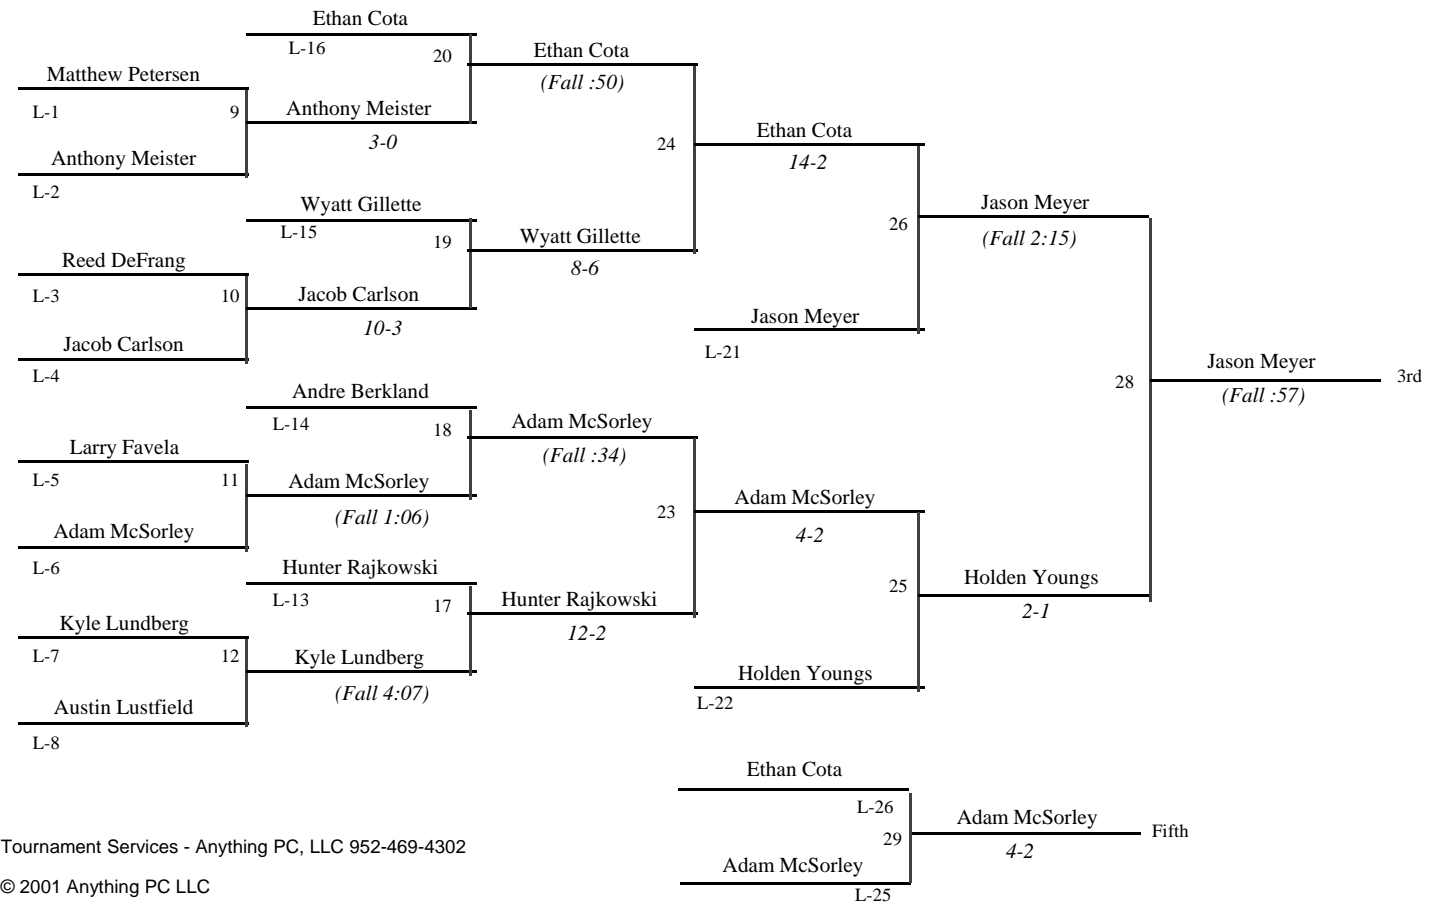 Ethan Cota
L-16
20
Ethan Cota
(Fall :50)
Matthew Petersen
L-1
9
Anthony Meister
3-0
24
Ethan Cota
14-2
Anthony Meister
L-2
Wyatt Gillette
L-15
19
Wyatt Gillette
8-6
26
Jason Meyer
(Fall 2:15)
Reed DeFrang
L-3
10
Jacob Carlson
10-3
Jason Meyer
L-21
Jacob Carlson
L-4
28
Jason Meyer
(Fall :57)
3rd
Andre Berkland
L-14
18
Adam McSorley
(Fall :34)
Larry Favela
L-5
11
Adam McSorley
(Fall 1:06)
23
Adam McSorley
4-2
Adam McSorley
L-6
Hunter Rajkowski
L-13
17
Hunter Rajkowski
12-2
25
Holden Youngs
2-1
Kyle Lundberg
L-7
12
Kyle Lundberg
(Fall 4:07)
Holden Youngs
L-22
Austin Lustfield
L-8
Ethan Cota
L-26
29
Adam McSorley
4-2
Fifth
Adam McSorley
L-25
Tournament Services - Anything PC, LLC 952-469-4302
© 2001 Anything PC LLC